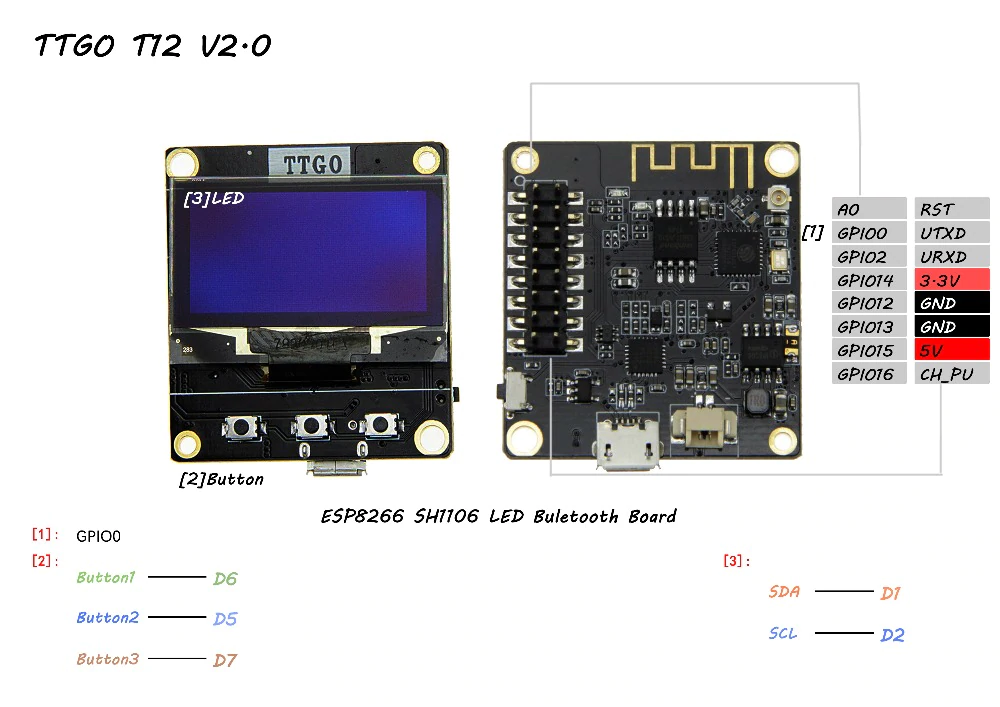 TTGO T12 V2.0
TTGO
[3]LED
283
[2]Button
[1]
A0 RST
GPIO0 UTXD
GPIO2 URXD
GPIO14 3.3V
GPIO12 GND
GPIO13 GND
GPIO15 5V
GPIO16 CH_PU
ESP8266 SH1106 LED Buletooth Board
[1]: GPIO0
[2]:
Button1 D6
Button2 D5
Button3 D7
[3]:
SDA D1
SCL D2